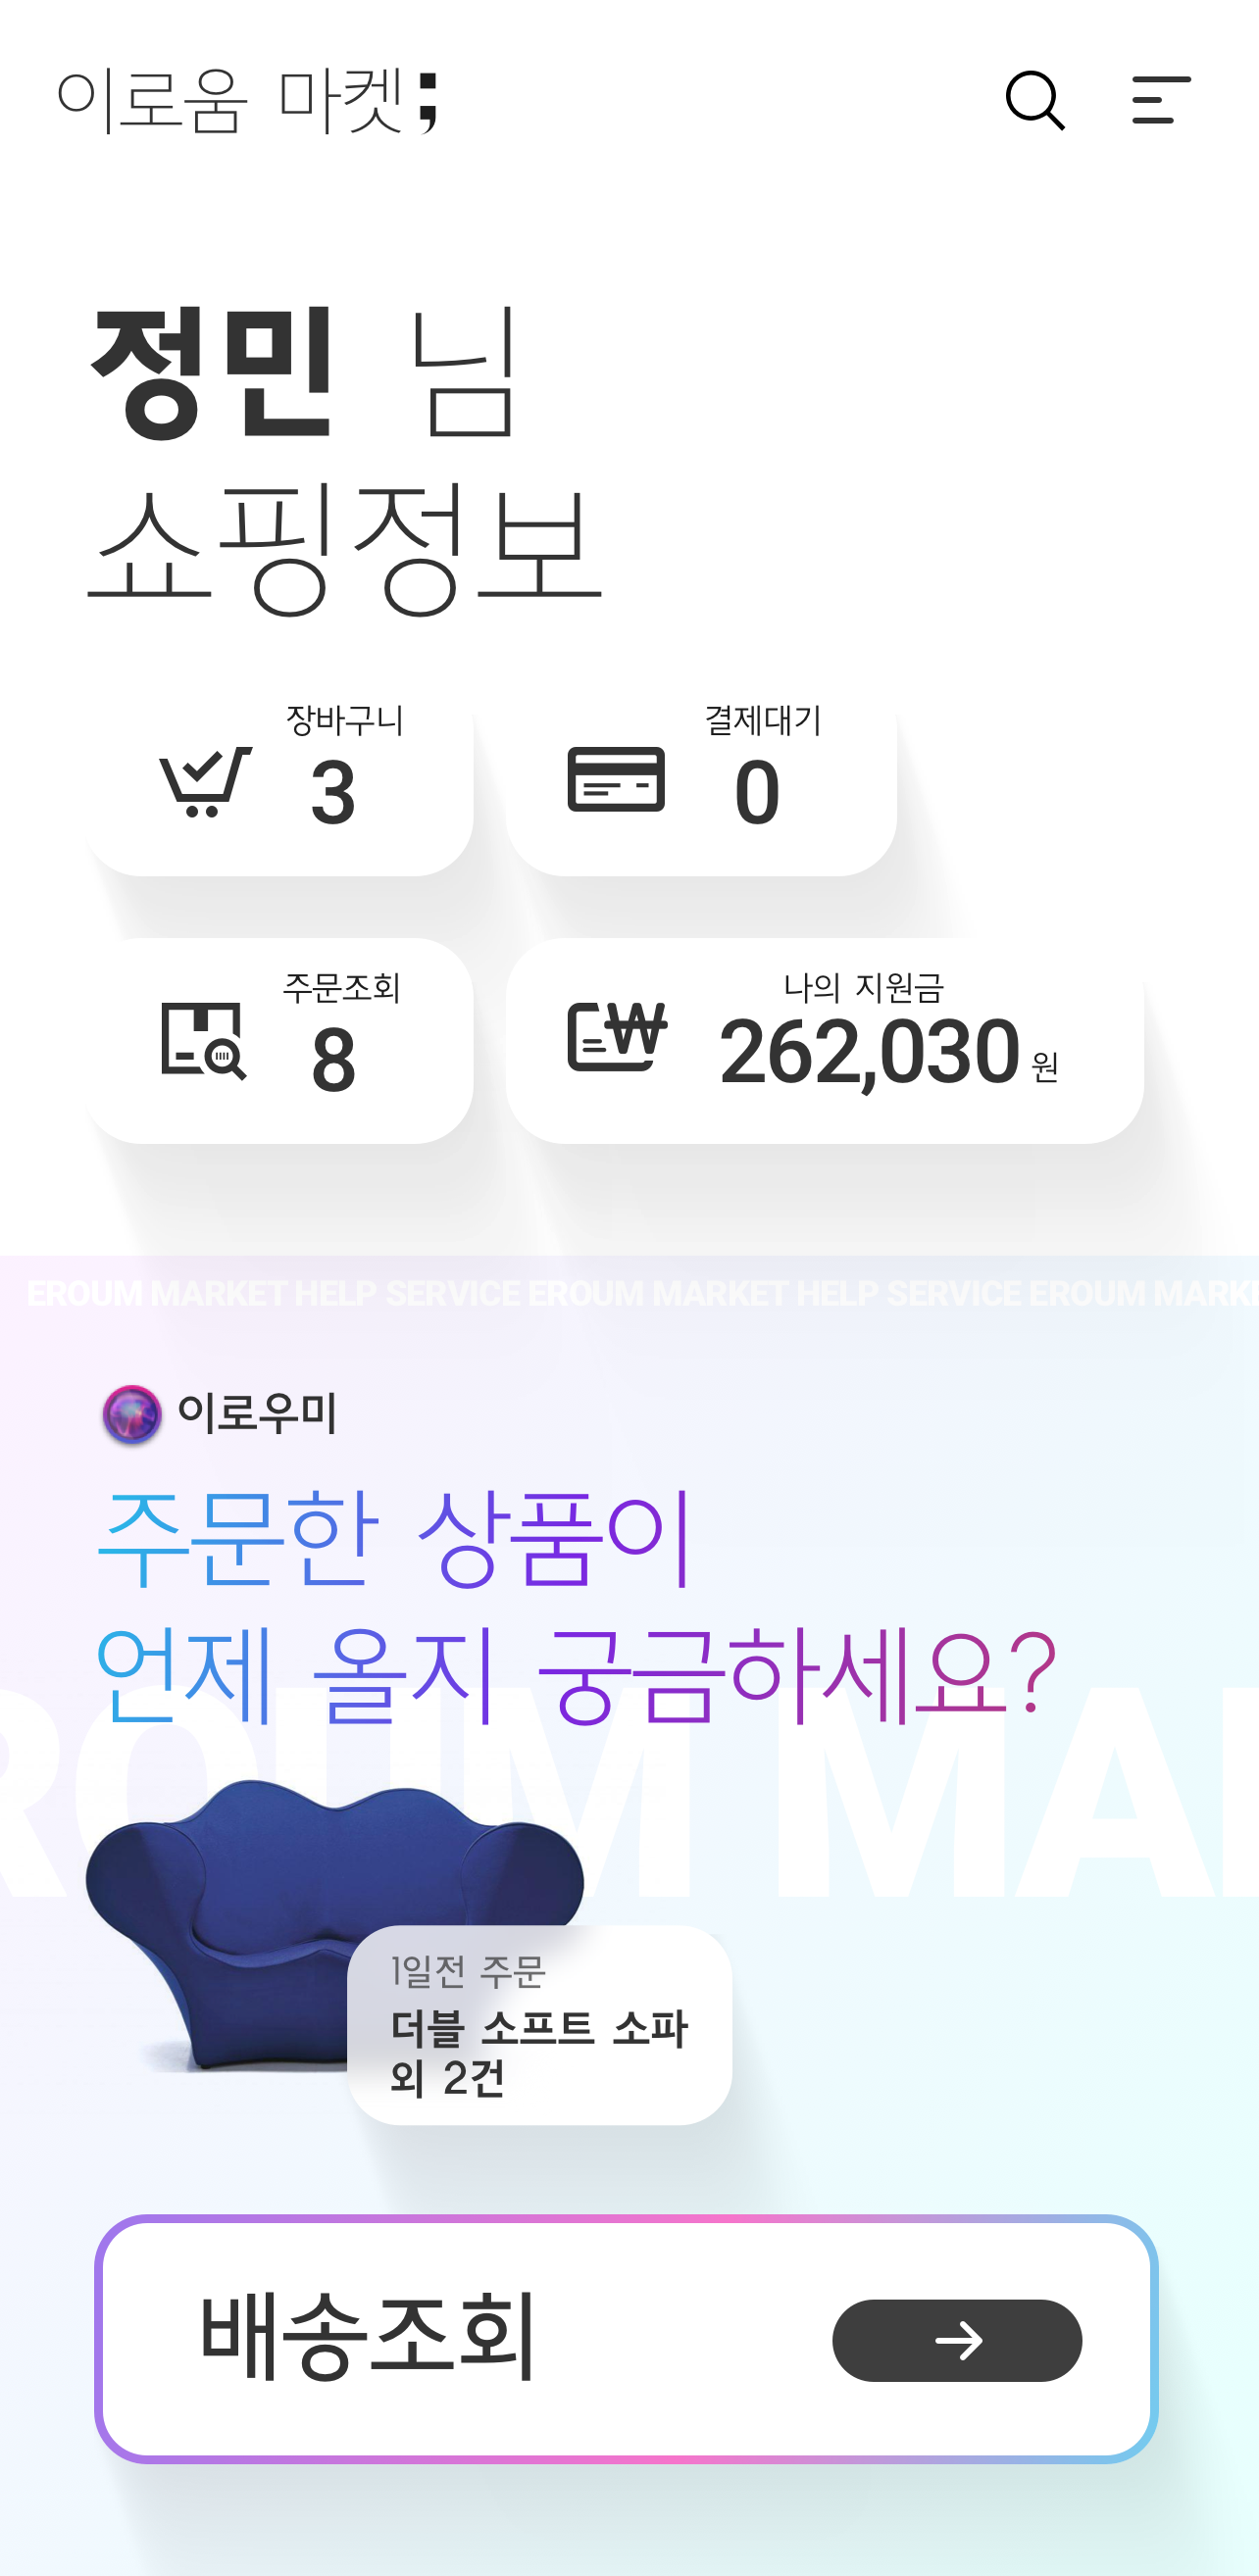 이로움 마켓;
정민 님
쇼핑정보
장바구니
3
결제대기
0
주문조회
8
나의 지원금
262,030 원
EROUM MARKET HELP SERVICE EROUM MARKET HELP SERVICE EROUM MARKE
이로우미
주문한 상품이
언제 올지 궁금하세요?
ROUM MAR
1일전 주문
더블 소프트 소파
외 2건
배송조회